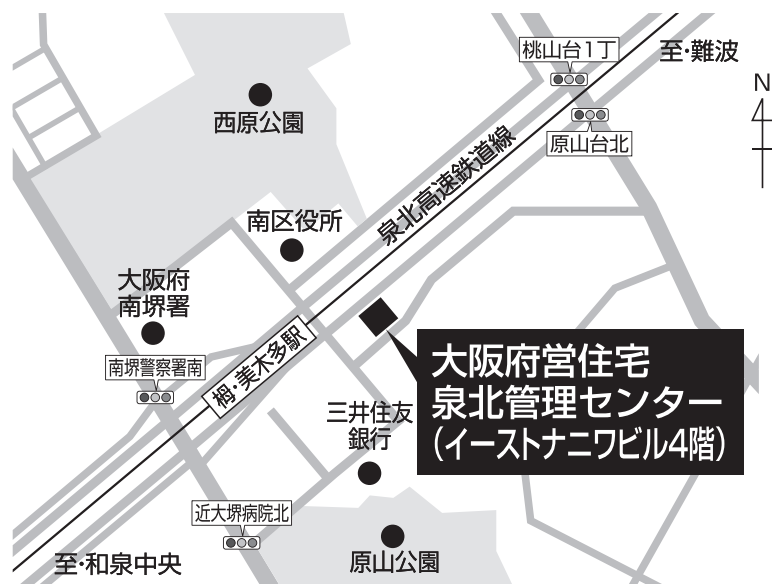 桃山台1丁
至・難波
N
西原公園
原山台北
泉北高速鉄道線
南区役所
大阪府
南堺署
南堺警察署南
栂・美木多駅
大阪府営住宅
泉北管理センター
（イーストナニワビル4階）
三井住友
銀行
近大堺病院北
原山公園
至・和泉中央